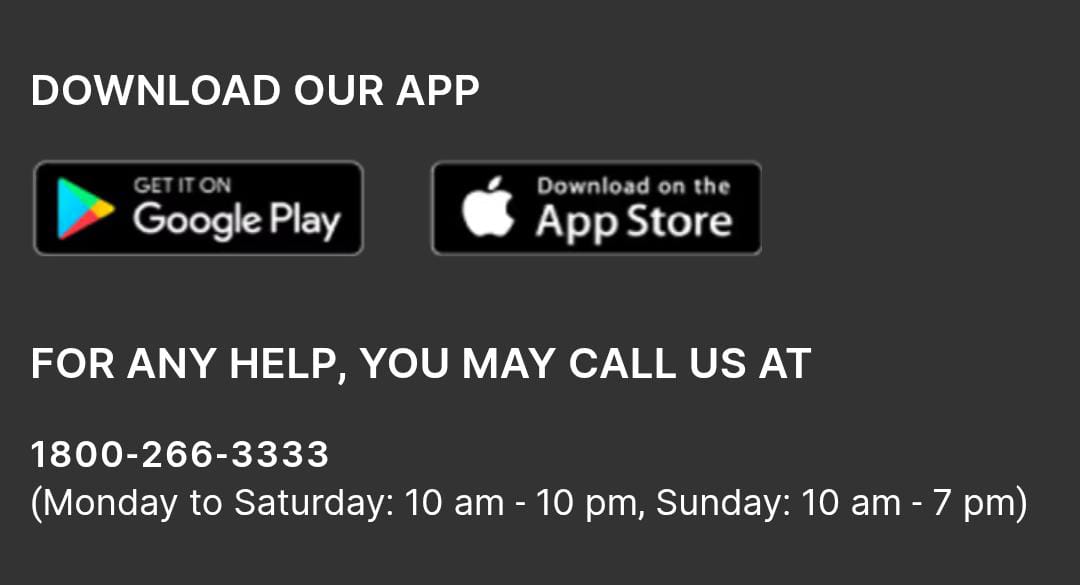 DOWNLOAD OUR APP
GET IT ON
Google Play
Download on the
App Store
FOR ANY HELP, YOU MAY CALL US AT
1800-266-3333
(Monday to Saturday: 10 am - 10 pm, Sunday: 10 am - 7 pm)